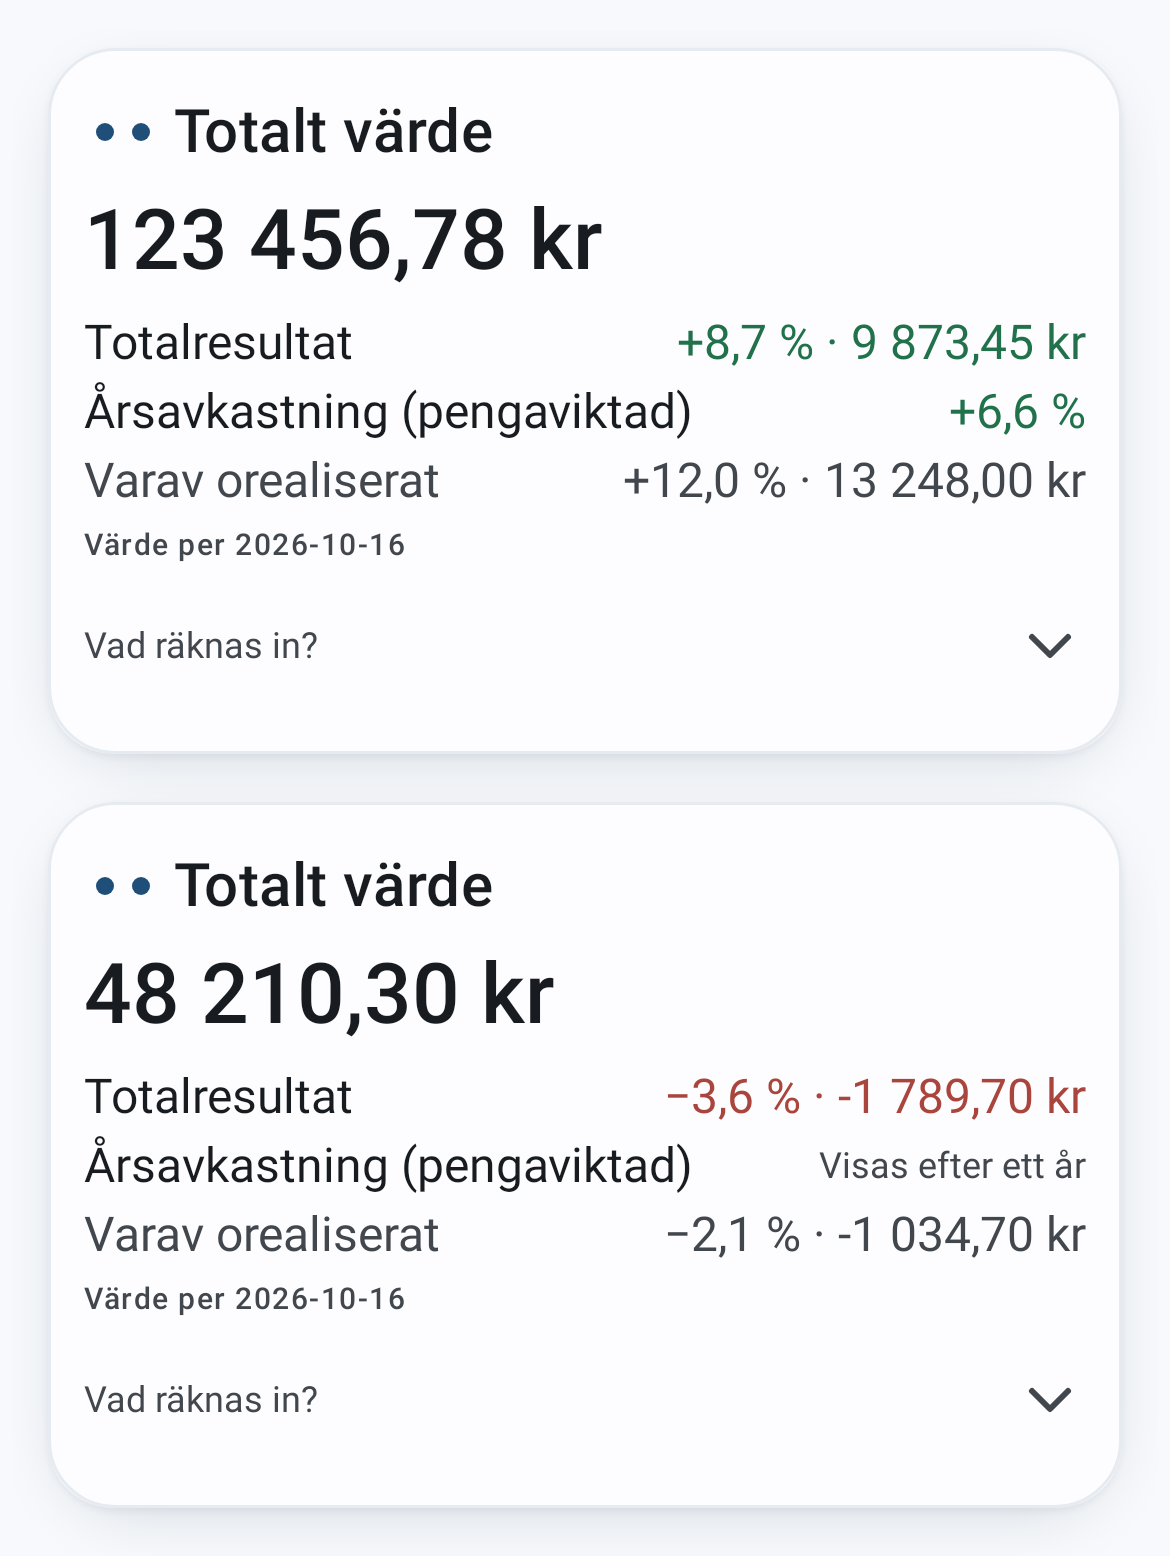 Totalt värde
123 456,78 kr
Totalresultat +8,7 % · 9 873,45 kr
Årsavkastning (pengaviktad) +6,6 %
Varav orealiserat +12,0 % · 13 248,00 kr
Värde per 2026-10-16
Vad räknas in?
Totalt värde
48 210,30 kr
Totalresultat −3,6 % · -1 789,70 kr
Årsavkastning (pengaviktad) Visas efter ett år
Varav orealiserat −2,1 % · -1 034,70 kr
Värde per 2026-10-16
Vad räknas in?